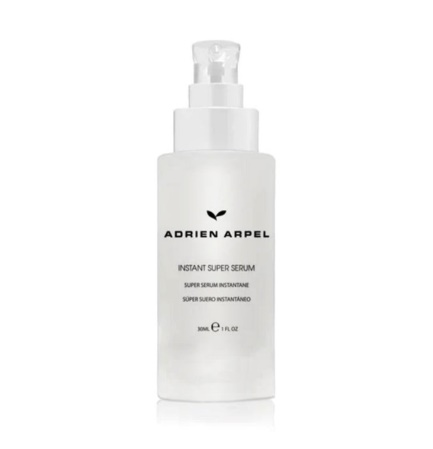 ADRIEN ARPEL
INSTANT SUPER SERUM
SUPER SERUM INSTANTANE
SÚPER SUERO INSTANTÁNEO
30ML ℮ 1 FL OZ